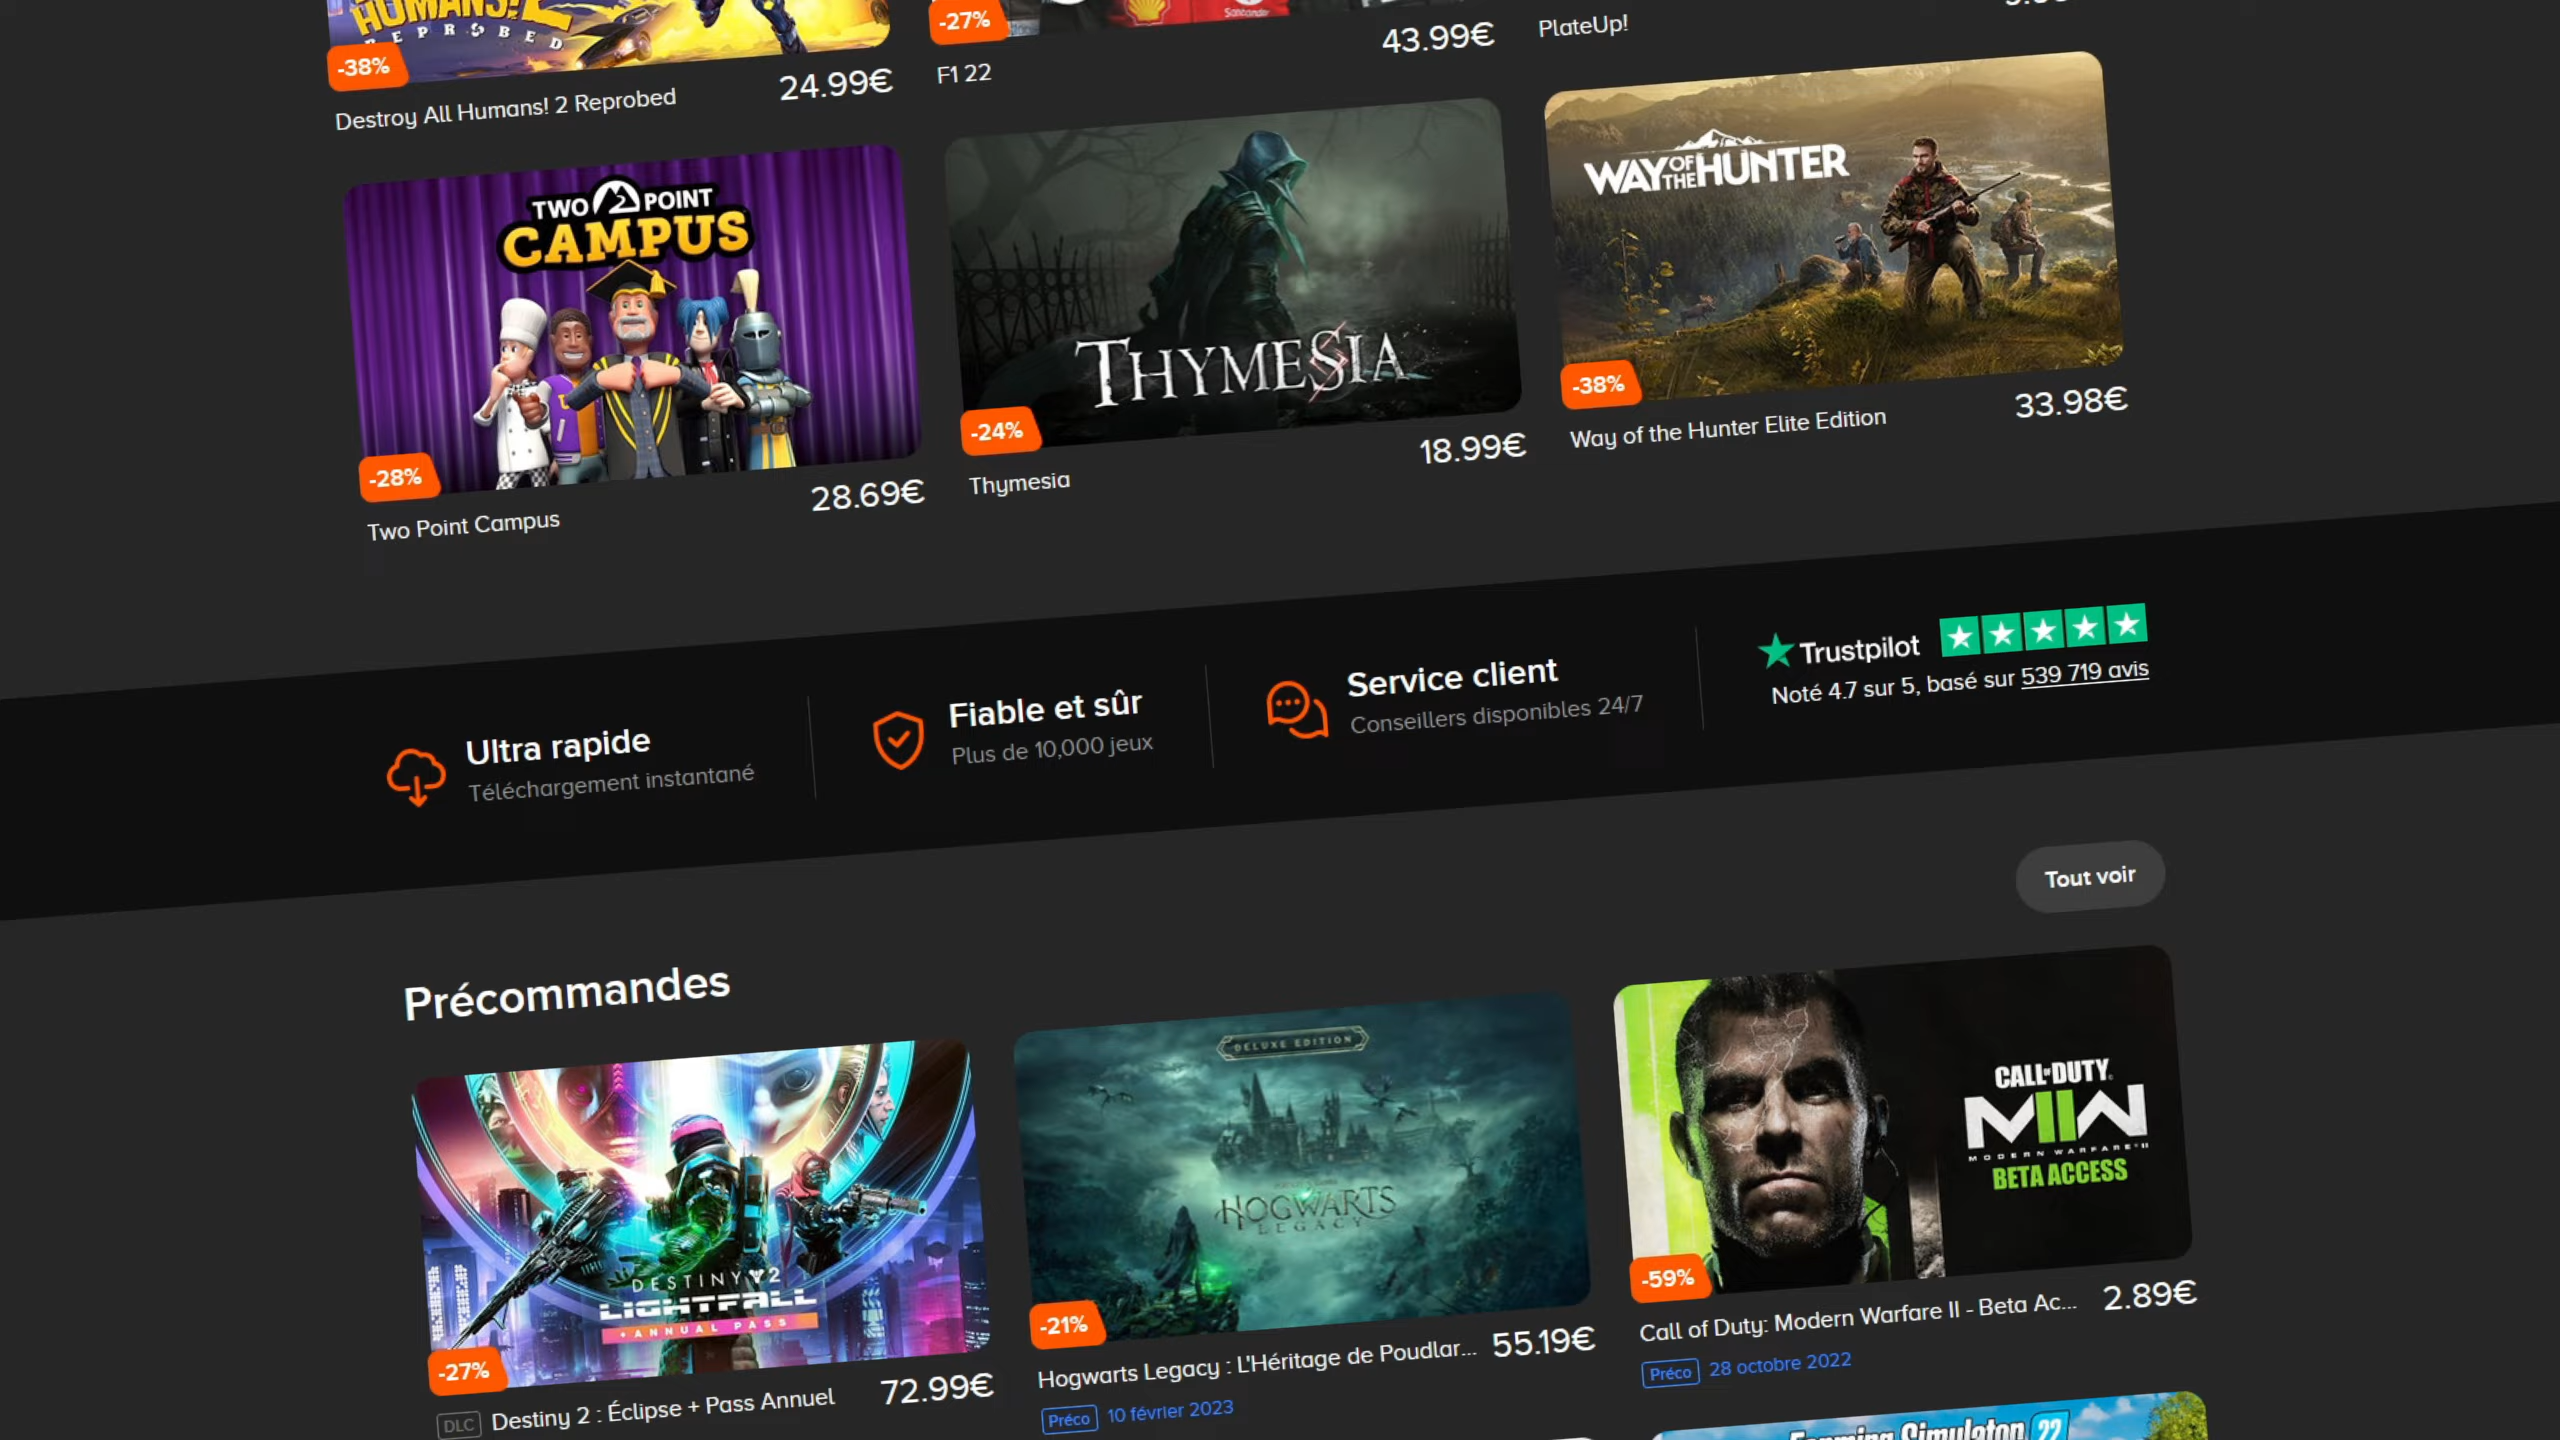 HUMANS! 2
REPROBED
-38%
24.99€
Destroy All Humans! 2 Reprobed
-27%
Santander
43.99€
F1 22
PlateUp!
TWO POINT
CAMPUS
-28%
28.69€
Two Point Campus
THYMESIA
-24%
18.99€
Thymesia
WAY OF THE HUNTER
-38%
33.98€
Way of the Hunter Elite Edition
Ultra rapide
Téléchargement instantané
Fiable et sûr
Plus de 10,000 jeux
Service client
Conseillers disponibles 24/7
Trustpilot
Noté 4.7 sur 5, basé sur 539 719 avis
Tout voir
Précommandes
DESTINY 2
LIGHTFALL
+ ANNUAL PASS
-27%
72.99€
DLC Destiny 2 : Éclipse + Pass Annuel
DELUXE EDITION
HOGWARTS
LEGACY
-21%
Hogwarts Legacy : L'Héritage de Poudlar... 55.19€
Préco 10 février 2023
CALL OF DUTY
MWII
MODERN WARFARE II
BETA ACCESS
-59%
Call of Duty: Modern Warfare II - Beta Ac... 2.89€
Préco 28 octobre 2022
Farming Simulator 22